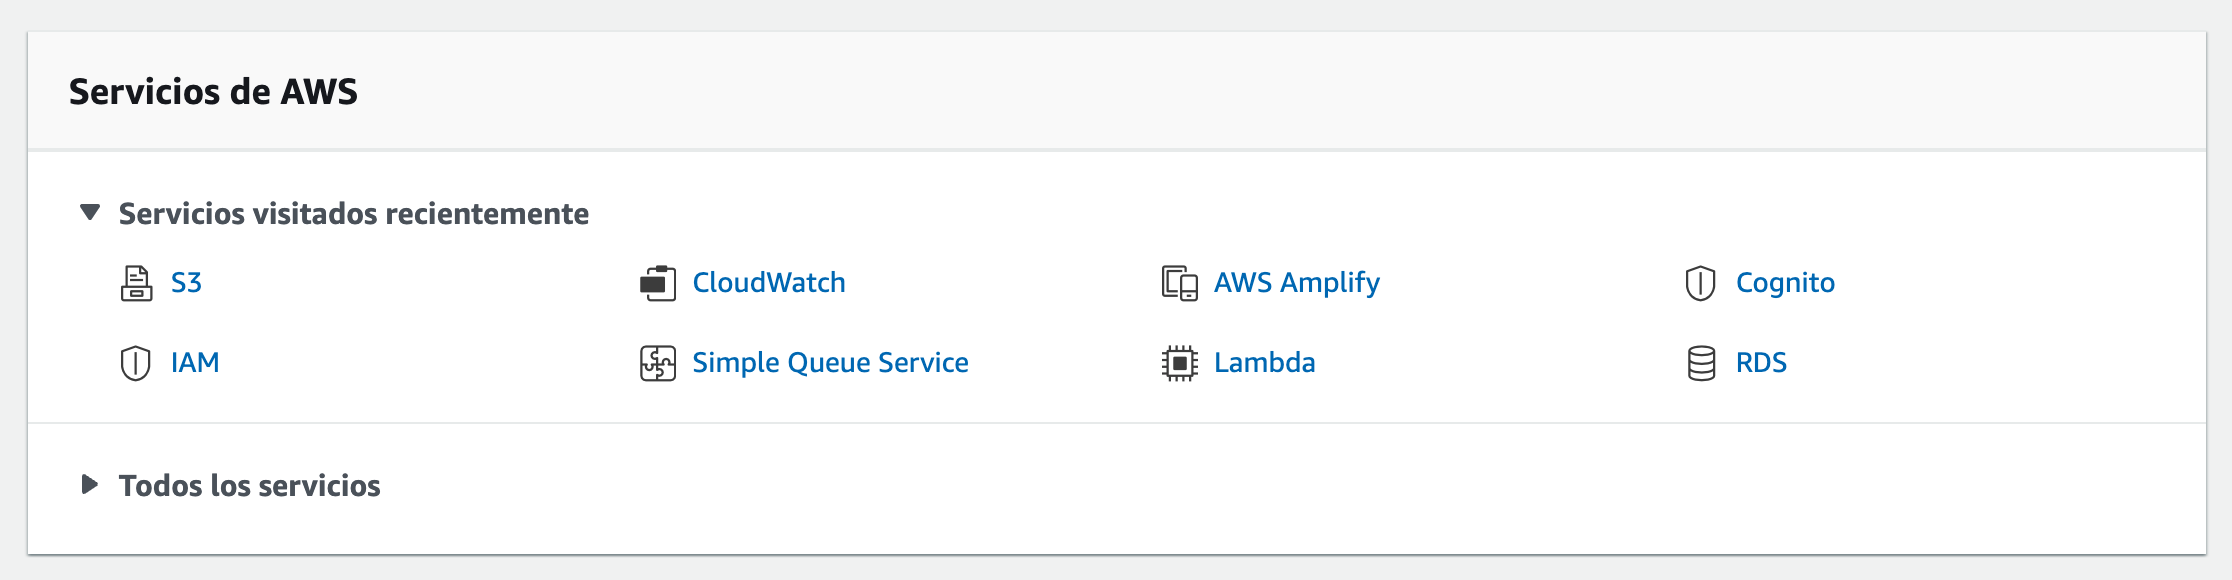 Servicios de AWS
Servicios visitados recientemente
S3 CloudWatch AWS Amplify Cognito
IAM Simple Queue Service Lambda RDS
Todos los servicios